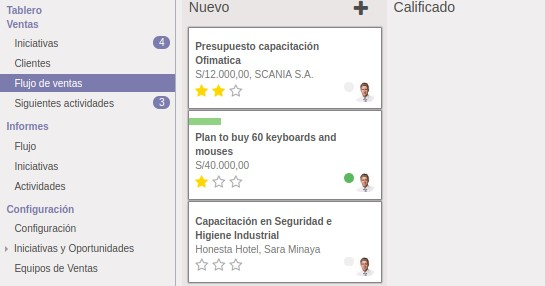 Tablero
Ventas
Iniciativas 4
Clientes
Flujo de ventas
Siguientes actividades 3
Informes
Flujo
Iniciativas
Actividades
Configuración
Configuración
Iniciativas y Oportunidades
Equipos de Ventas
Nuevo
Presupuesto capacitación
Ofimatica
S/12.000,00, SCANIA S.A.
Plan to buy 60 keyboards and
mouses
S/40.000,00
Capacitación en Seguridad e
Higiene Industrial
Honesta Hotel, Sara Minaya
Calificado